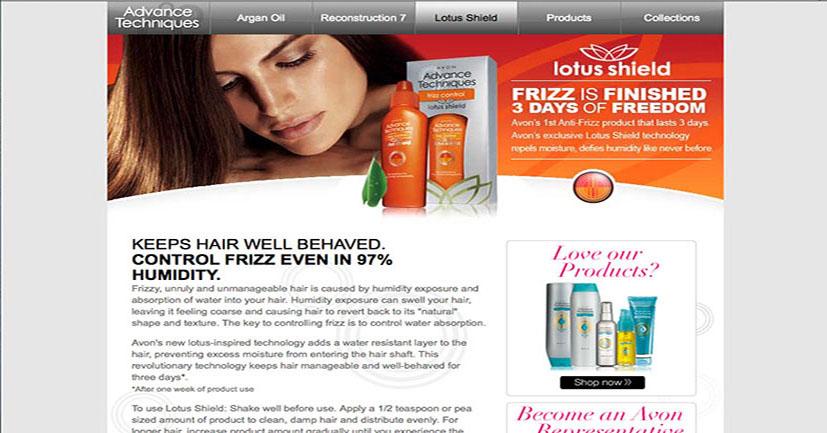 Advance
Techniques
Argan Oil
Reconstruction 7
Lotus Shield
Products
Collections
AVON
Advance
Techniques
frizz control
lotus shield
Advance
Techniques
lotus shield
FRIZZ IS FINISHED
3 DAYS OF FREEDOM
Avon's 1st Anti-Frizz product that lasts 3 days.
Avon's exclusive Lotus Shield technology
repels moisture, defies humidity like never before.
KEEPS HAIR WELL BEHAVED.
CONTROL FRIZZ EVEN IN 97%
HUMIDITY.
Frizzy, unruly and unmanageable hair is caused by humidity exposure and
absorption of water into your hair. Humidity exposure can swell your hair,
leaving it feeling coarse and causing hair to revert back to its "natural"
shape and texture. The key to controlling frizz is to control water absorption.
Avon's new lotus-inspired technology adds a water resistant layer to the
hair, preventing excess moisture from entering the hair shaft. This
revolutionary technology keeps hair manageable and well-behaved for
three days*.
*After one week of product use
To use Lotus Shield: Shake well before use. Apply a 1/2 teaspoon or pea
sized amount of product to clean, damp hair and distribute evenly. For
longer hair, increase product amount gradually until you experience the
Love our
Products?
Shop now
Become an Avon
Representative